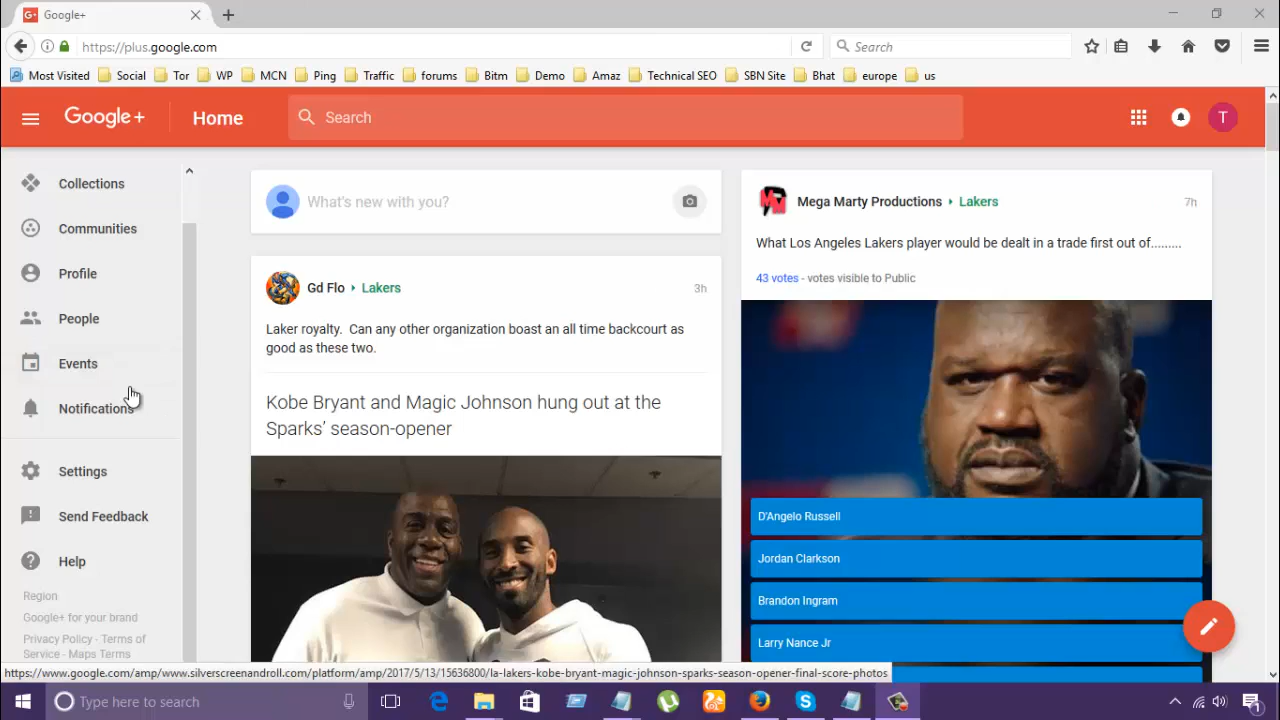 Google+
https://plus.google.com
Search
Most Visited
Social
Tor
WP
MCN
Ping
Traffic
forums
Bitm
Demo
Amaz
Technical SEO
SBN Site
Bhat
europe
us
Google+
Home
Search
T
Collections
Communities
Profile
People
Events
Notifications
Settings
Send Feedback
Help
Region
Google+ for your brand
Privacy Policy · Terms of
Service · Maps Terms
What's new with you?
Gd Flo
Lakers
3h
Laker royalty. Can any other organization boast an all time backcourt as
good as these two.
Kobe Bryant and Magic Johnson hung out at the
Sparks' season-opener
Mega Marty Productions
Lakers
7h
What Los Angeles Lakers player would be dealt in a trade first out of.........
43 votes - votes visible to Public
D'Angelo Russell
Jordan Clarkson
Brandon Ingram
Larry Nance Jr
https://www.google.com/amp/www.silverscreenandroll.com/platform/amp/2017/5/13/15636800/la-lakers-kobe-bryant-magic-johnson-sparks-season-opener-final-score-photos
Type here to search
1